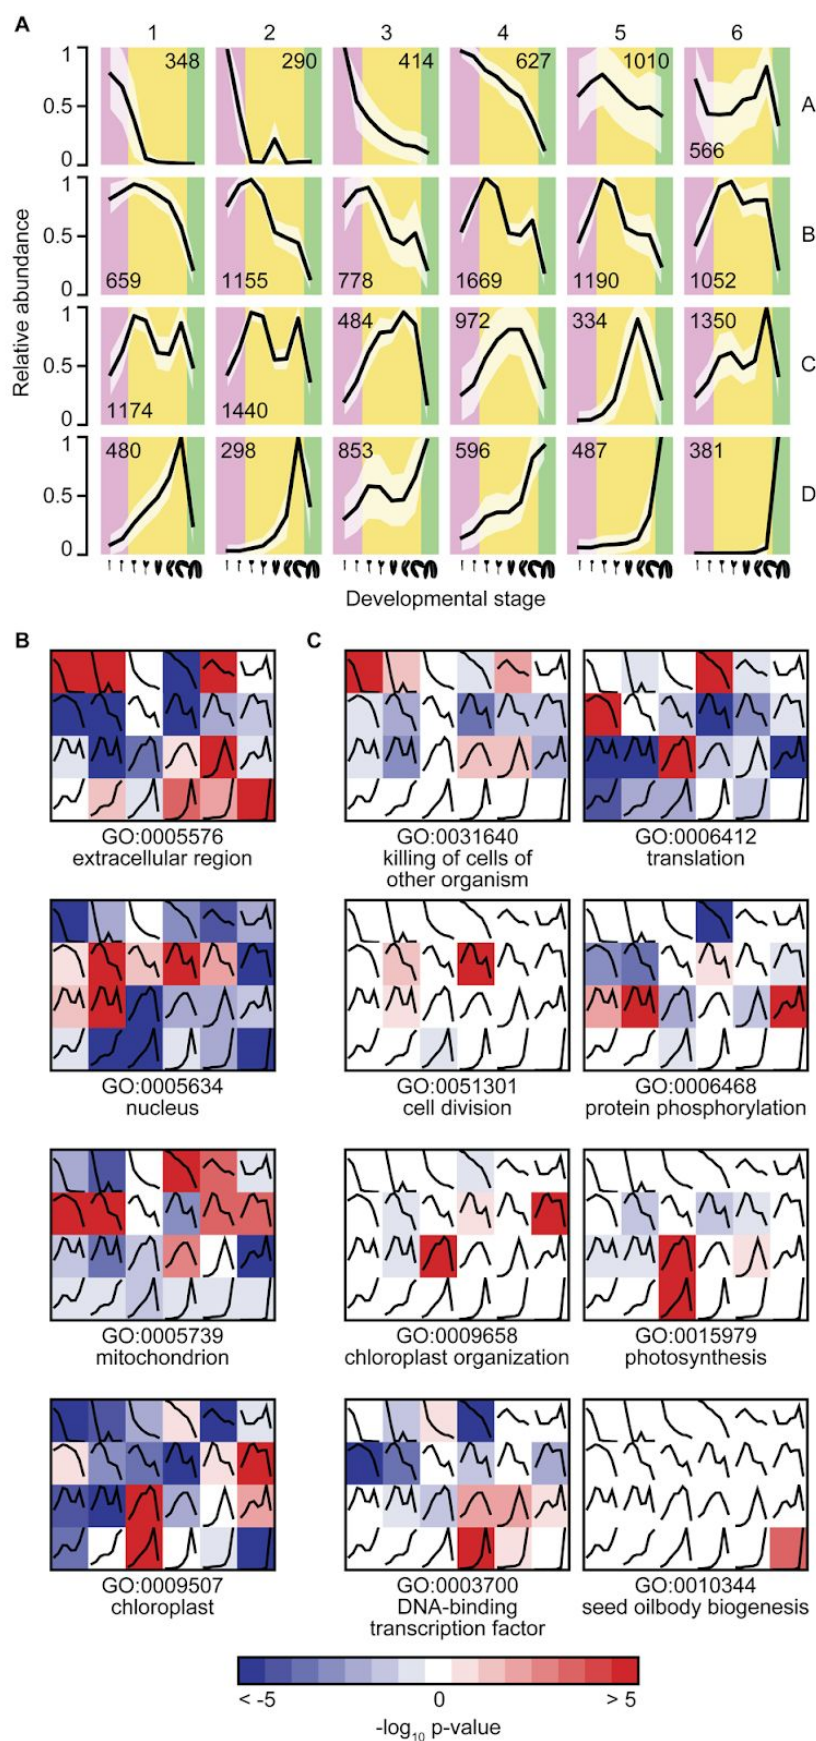 A
1 2 3 4 5 6
1 348 290 414 627 1010
0.5
0 566 A
1
0.5
0 659 1155 778 1669 1190 1052 B
1 484 972 334 1350
0.5
0 1174 1440 C
1 480 298 853 596 487 381
0.5
0 D
Relative abundance
Developmental stage
B C
GO:0005576
extracellular region
GO:0031640
killing of cells of
other organism
GO:0006412
translation
GO:0005634
nucleus
GO:0051301
cell division
GO:0006468
protein phosphorylation
GO:0005739
mitochondrion
GO:0009658
chloroplast organization
GO:0015979
photosynthesis
GO:0009507
chloroplast
GO:0003700
DNA-binding
transcription factor
GO:0010344
seed oilbody biogenesis
< -5 0 > 5
-log10 p-value